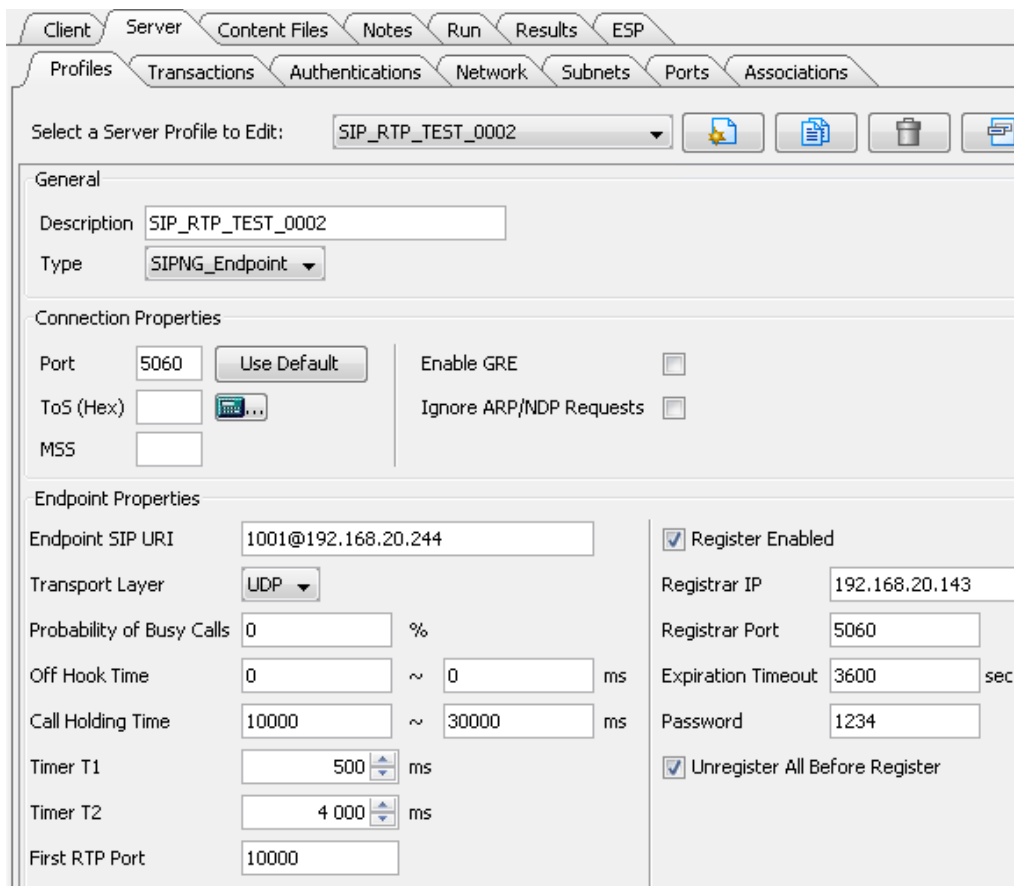 Client Server Content Files Notes Run Results ESP
Profiles Transactions Authentications Network Subnets Ports Associations
Select a Server Profile to Edit: SIP_RTP_TEST_0002
General
Description SIP_RTP_TEST_0002
Type SIPNG_Endpoint
Connection Properties
Port 5060 Use Default Enable GRE
ToS (Hex) ... Ignore ARP/NDP Requests
MSS
Endpoint Properties
Endpoint SIP URI 1001@192.168.20.244 Register Enabled
Transport Layer UDP Registrar IP 192.168.20.143
Probability of Busy Calls 0 % Registrar Port 5060
Off Hook Time 0 ~ 0 ms Expiration Timeout 3600 sec
Call Holding Time 10000 ~ 30000 ms Password 1234
Timer T1 500 ms Unregister All Before Register
Timer T2 4 000 ms
First RTP Port 10000